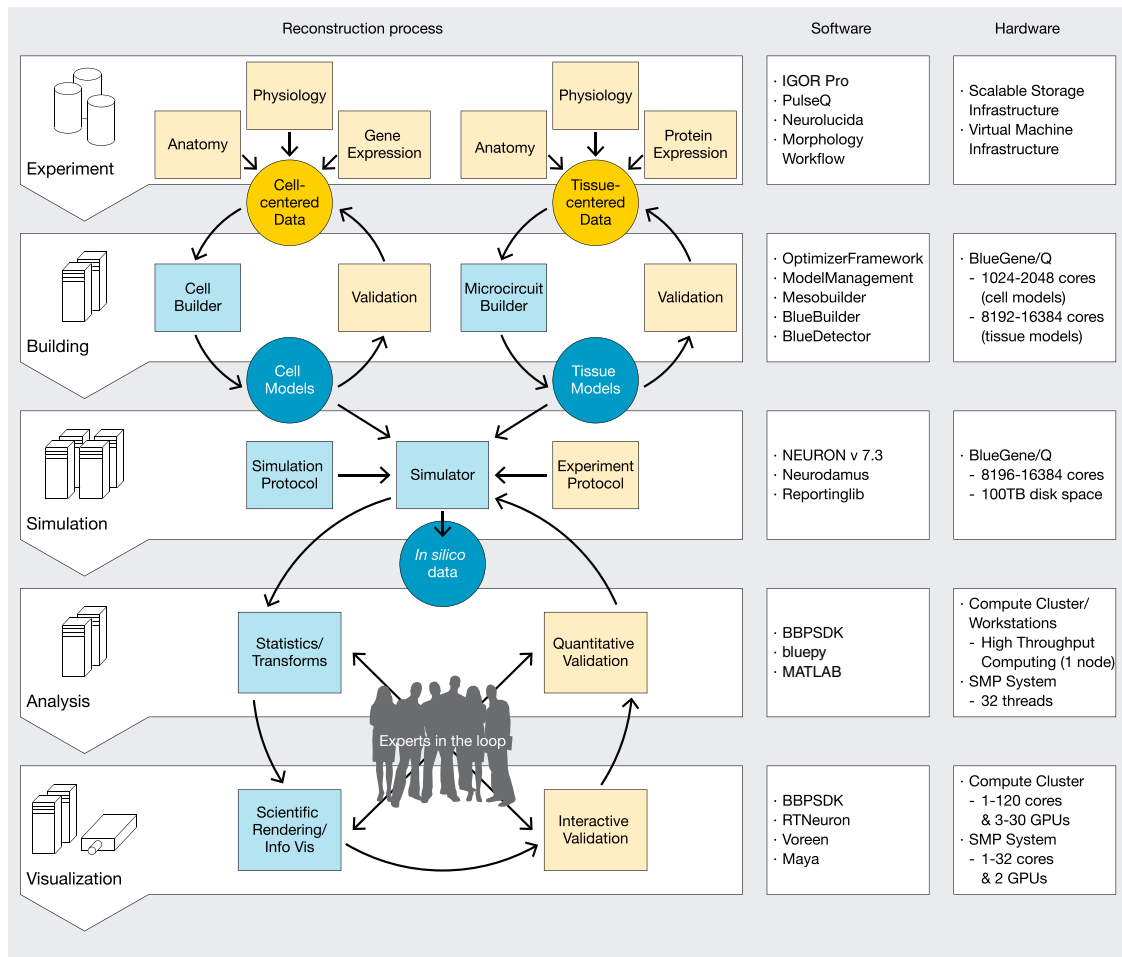 Reconstruction process
Software
Hardware
Experiment
Physiology
Anatomy
Gene
Expression
Cell-
centered
Data
Physiology
Anatomy
Protein
Expression
Tissue-
centered
Data
· IGOR Pro
· PulseQ
· Neurolucida
· Morphology
Workflow
· Scalable Storage
Infrastructure
· Virtual Machine
Infrastructure
Building
Cell
Builder
Validation
Microcircuit
Builder
Validation
Cell
Models
Tissue
Models
· OptimizerFramework
· ModelManagement
· Mesobuilder
· BlueBuilder
· BlueDetector
· BlueGene/Q
- 1024-2048 cores
(cell models)
- 8192-16384 cores
(tissue models)
Simulation
Simulation
Protocol
Simulator
Experiment
Protocol
In silico
data
· NEURON v 7.3
· Neurodamus
· Reportinglib
· BlueGene/Q
- 8196-16384 cores
- 100TB disk space
Analysis
Statistics/
Transforms
Quantitative
Validation
Experts in the loop
· BBPSDK
· bluepy
· MATLAB
· Compute Cluster/
Workstations
- High Throughput
Computing (1 node)
· SMP System
- 32 threads
Visualization
Scientific
Rendering/
Info Vis
Interactive
Validation
· BBPSDK
· RTNeuron
· Voreen
· Maya
· Compute Cluster
- 1-120 cores
& 3-30 GPUs
· SMP System
- 1-32 cores
& 2 GPUs